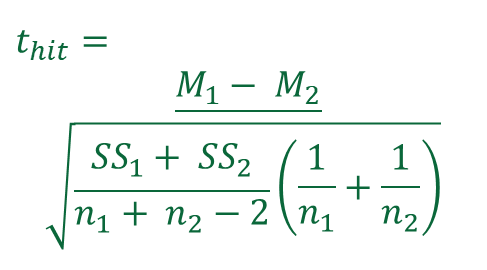 t_hit =
M₁ − M₂
√ SS₁ + SS₂ / n₁ + n₂ − 2 (1/n₁ + 1/n₂)